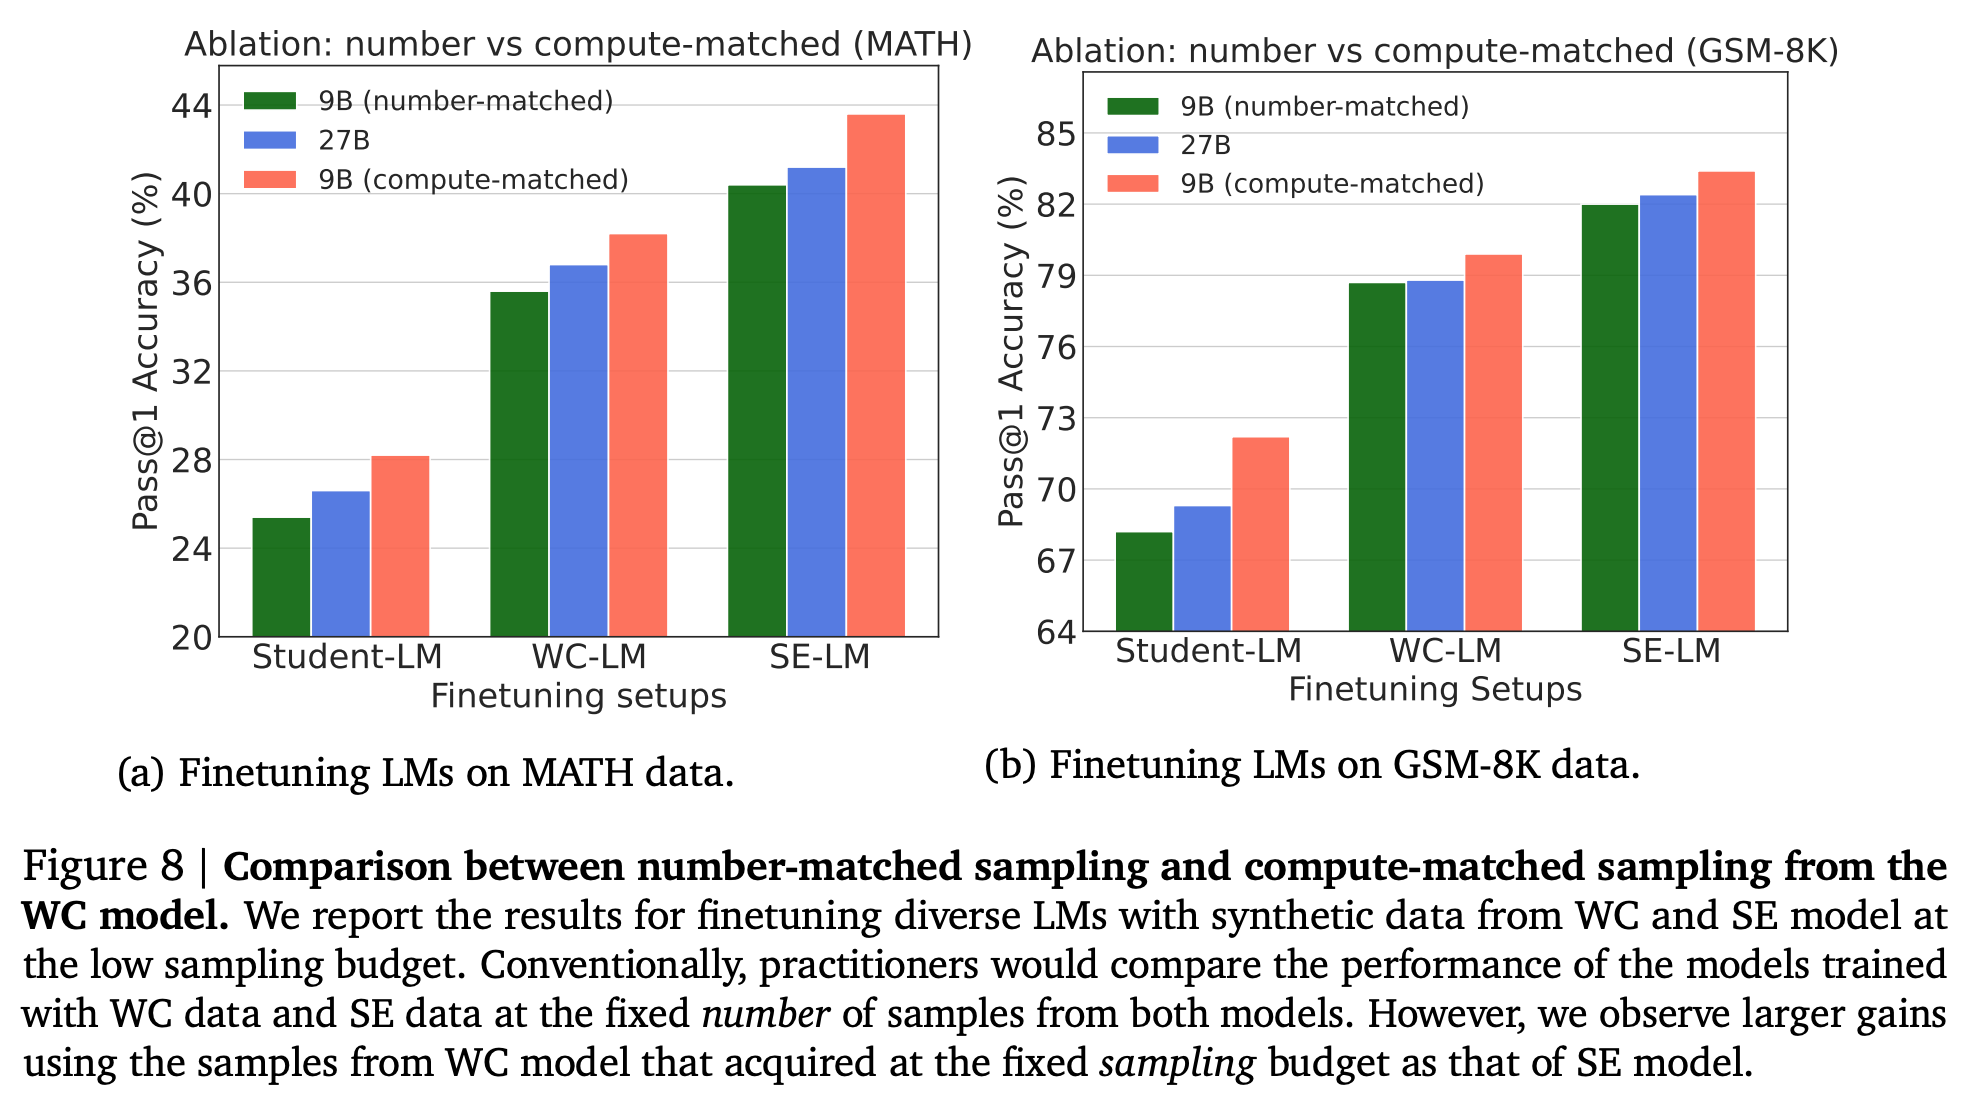 Ablation: number vs compute-matched (MATH)
9B (number-matched)
27B
9B (compute-matched)
Pass@1 Accuracy (%)
44
40
36
32
28
24
20
Student-LM WC-LM SE-LM
Finetuning setups
(a) Finetuning LMs on MATH data.
Ablation: number vs compute-matched (GSM-8K)
9B (number-matched)
27B
9B (compute-matched)
Pass@1 Accuracy (%)
85
82
79
76
73
70
67
64
Student-LM WC-LM SE-LM
Finetuning Setups
(b) Finetuning LMs on GSM-8K data.
Figure 8 | Comparison between number-matched sampling and compute-matched sampling from the
WC model. We report the results for finetuning diverse LMs with synthetic data from WC and SE model at
the low sampling budget. Conventionally, practitioners would compare the performance of the models trained
with WC data and SE data at the fixed number of samples from both models. However, we observe larger gains
using the samples from WC model that acquired at the fixed sampling budget as that of SE model.